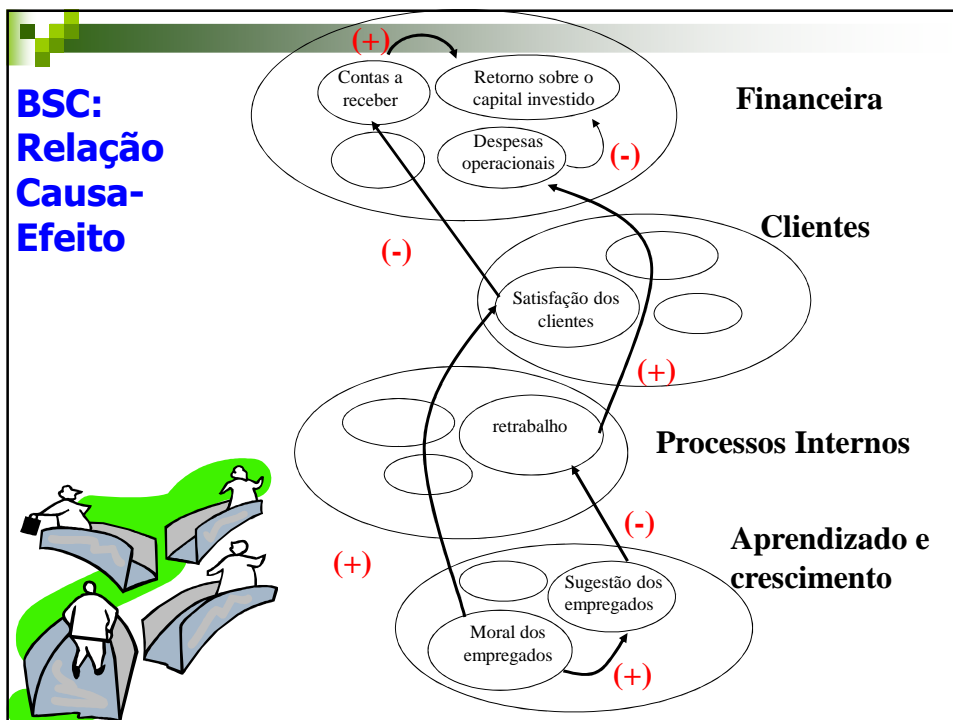 BSC:
Relação
Causa-
Efeito
(+)
Contas a
receber
Retorno sobre o
capital investido
Despesas
operacionais
(-)
Financeira
(-)
Clientes
Satisfação dos
clientes
(+)
retrabalho
Processos Internos
(-)
(+)
Aprendizado e
crescimento
Sugestão dos
empregados
Moral dos
empregados
(+)